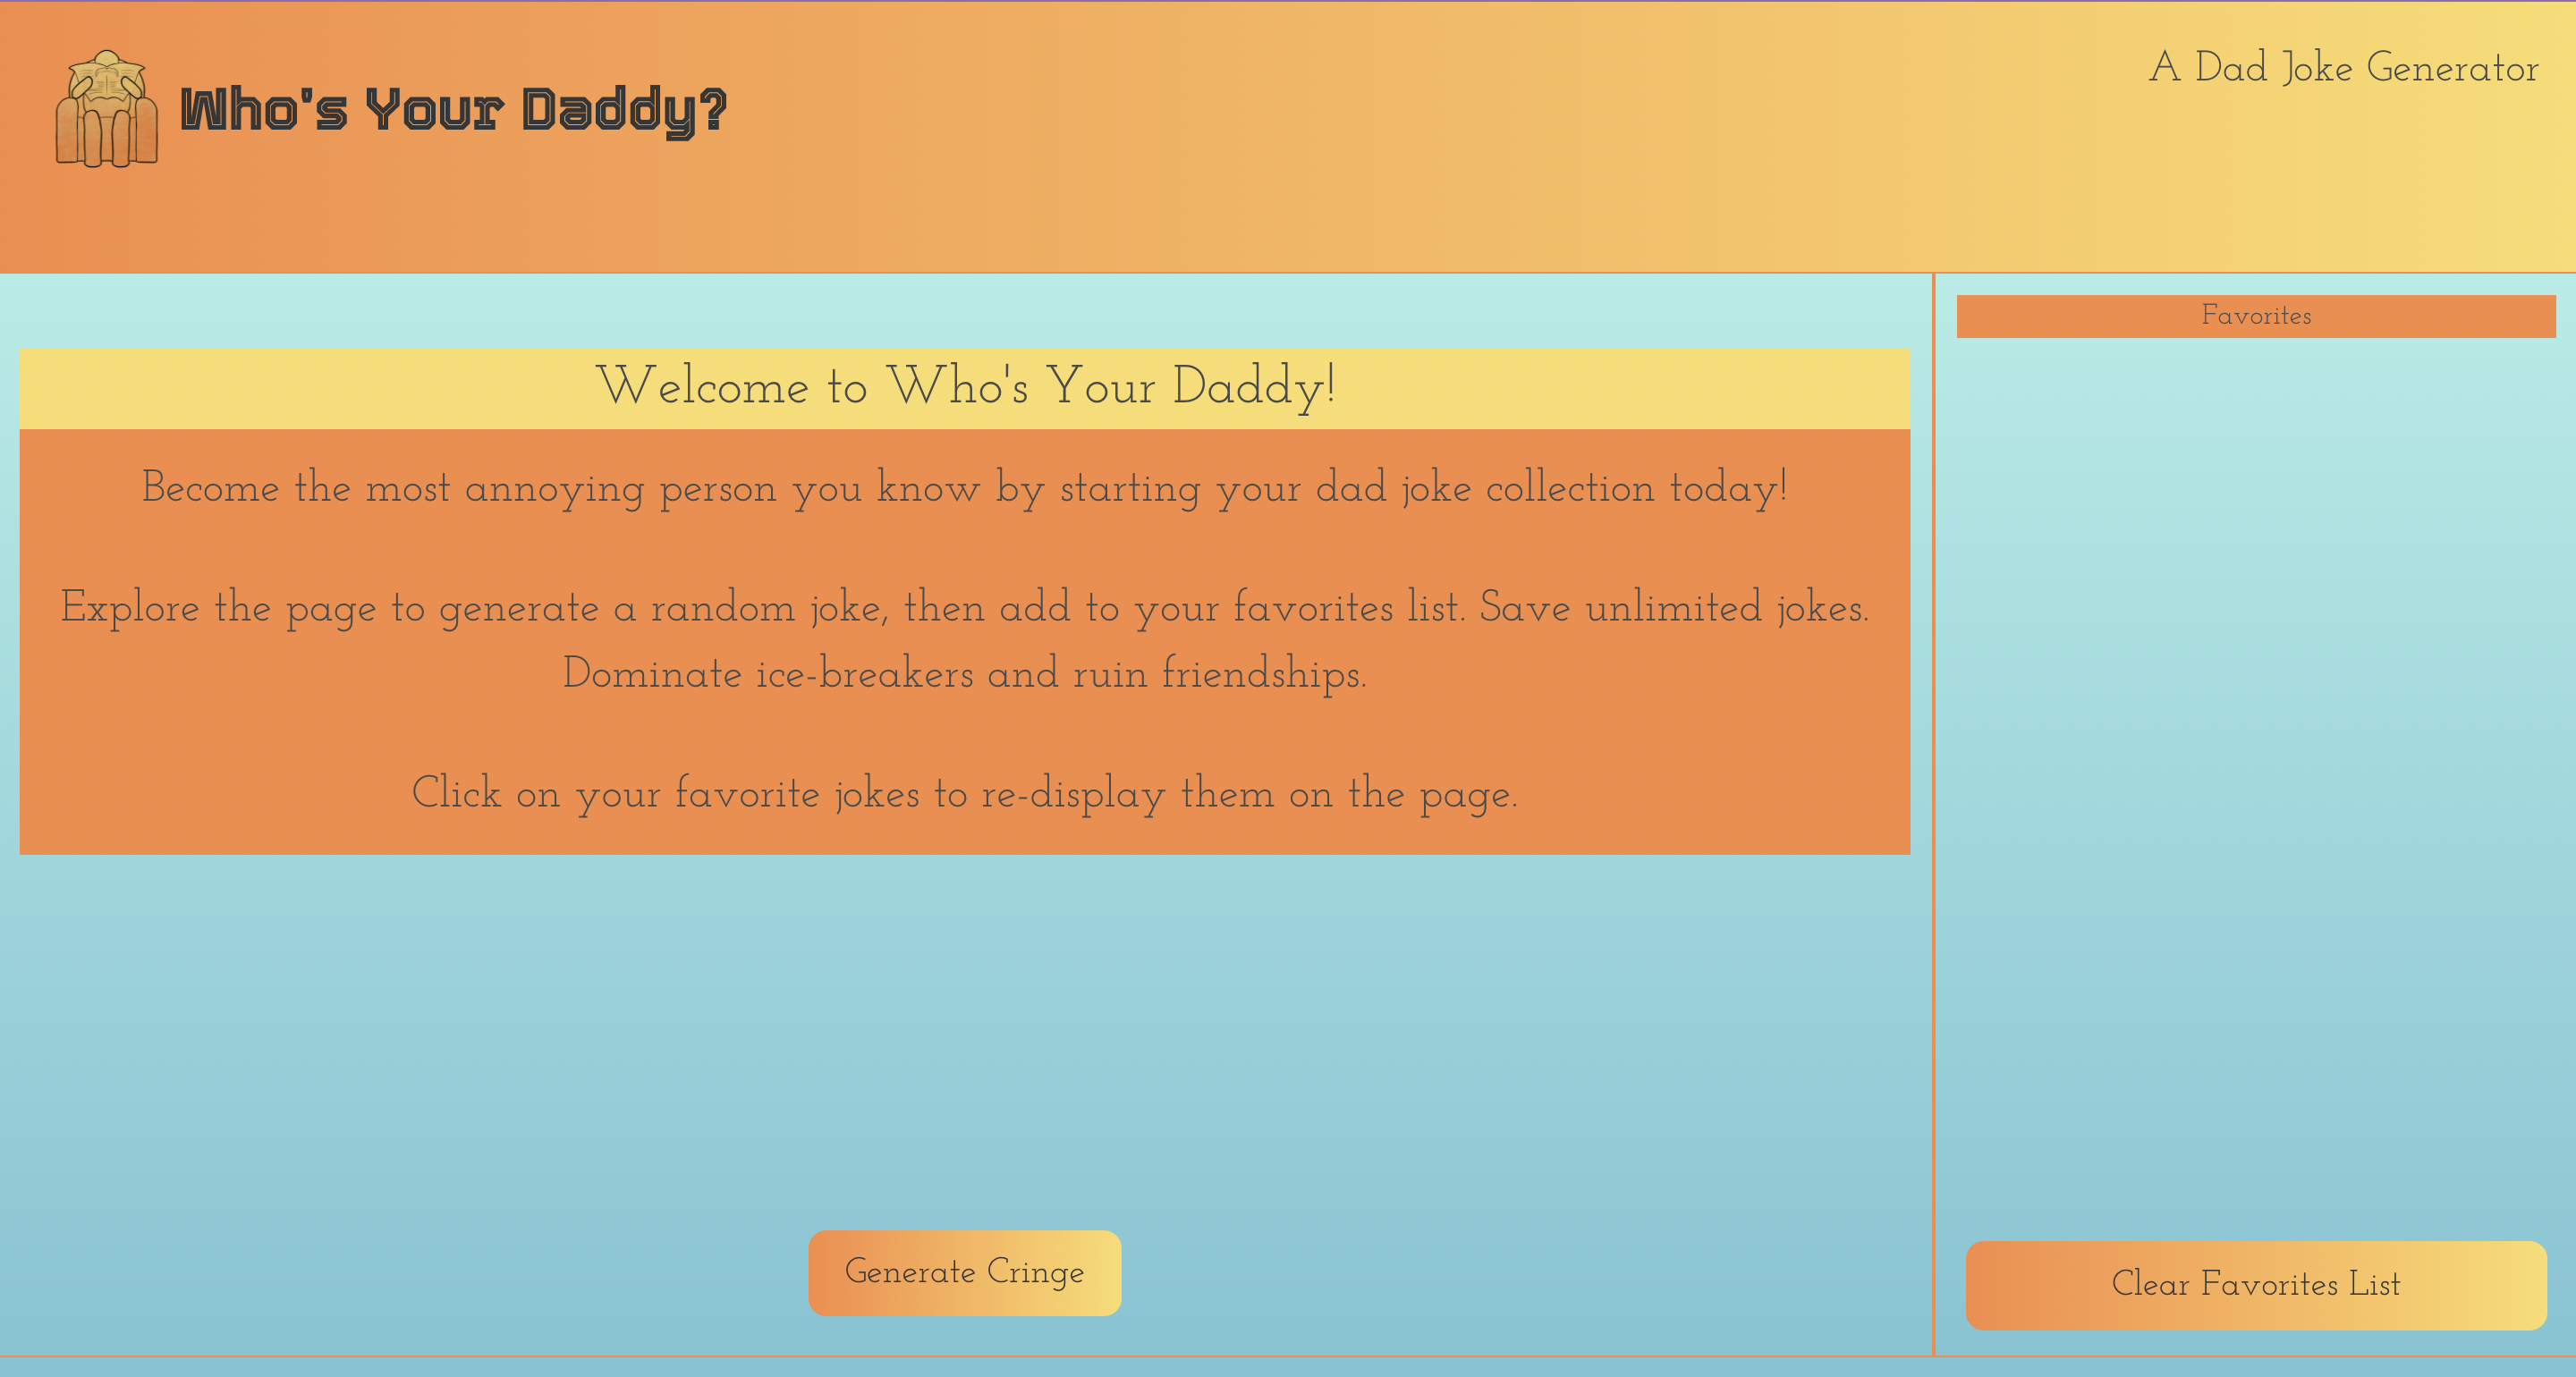 Who's Your Daddy?
A Dad Joke Generator
Welcome to Who's Your Daddy!
Become the most annoying person you know by starting your dad joke collection today!
Explore the page to generate a random joke, then add to your favorites list. Save unlimited jokes.
Dominate ice-breakers and ruin friendships.
Click on your favorite jokes to re-display them on the page.
Generate Cringe
Favorites
Clear Favorites List